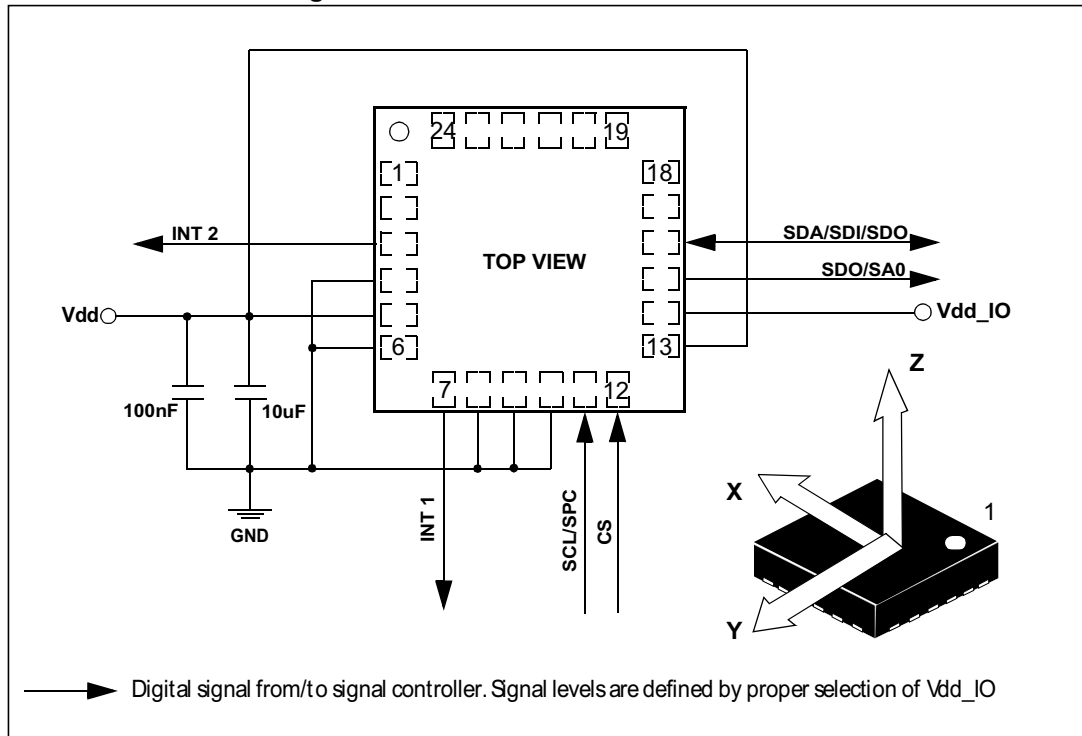 24
19
1
18
INT 2
SDA/SDI/SDO
TOP VIEW
SDO/SA0
Vdd
Vdd_IO
6
13
7
12
Z
100nF
10uF
X
1
GND
INT 1
SCL/SPC
CS
Y
Digital signal from/to signal controller. Signal levels are defined by proper selection of Vdd_IO